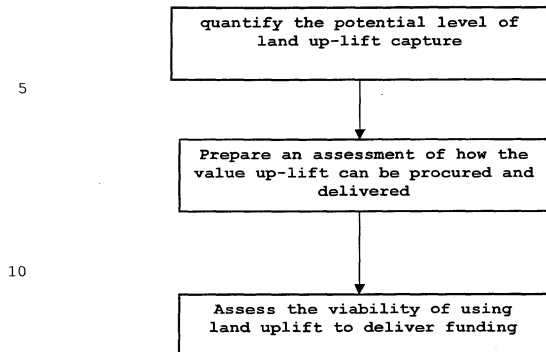 quantify the potential level of
land up-lift capture
5
Prepare an assessment of how the
value up-lift can be procured and
delivered
10
Assess the viability of using
land uplift to deliver funding